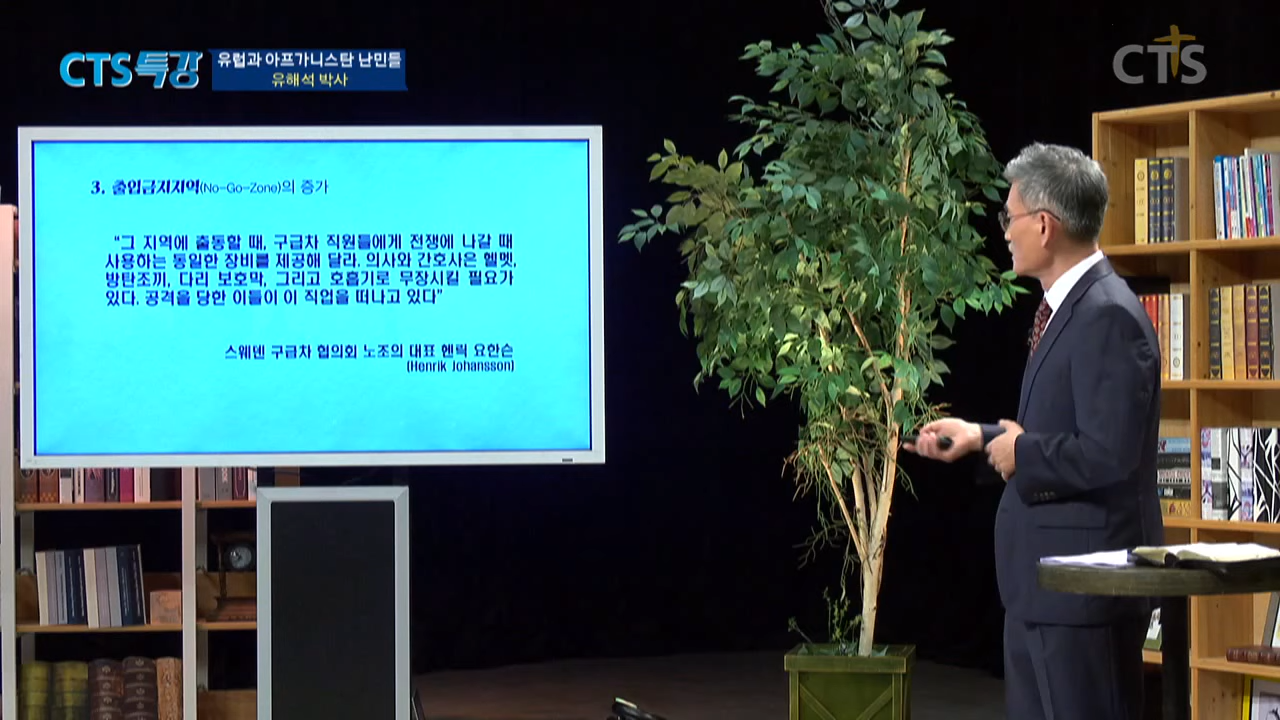 CTS특강
유럽과 아프가니스탄 난민들
유해석 박사
CTS
3. 출입금지지역(No-Go-Zone)의 증가
“그 지역에 출동할 때, 구급차 직원들에게 전쟁에 나갈 때
사용하는 동일한 장비를 제공해 달라. 의사와 간호사은 헬멧,
방탄조끼, 다리 보호막, 그리고 호흡기로 무장시킬 필요가
있다. 공격을 당한 이들이 이 직업을 떠나고 있다”
스웨덴 구급차 협의회 노조의 대표 헨릭 요한슨
(Henrik Johansson)